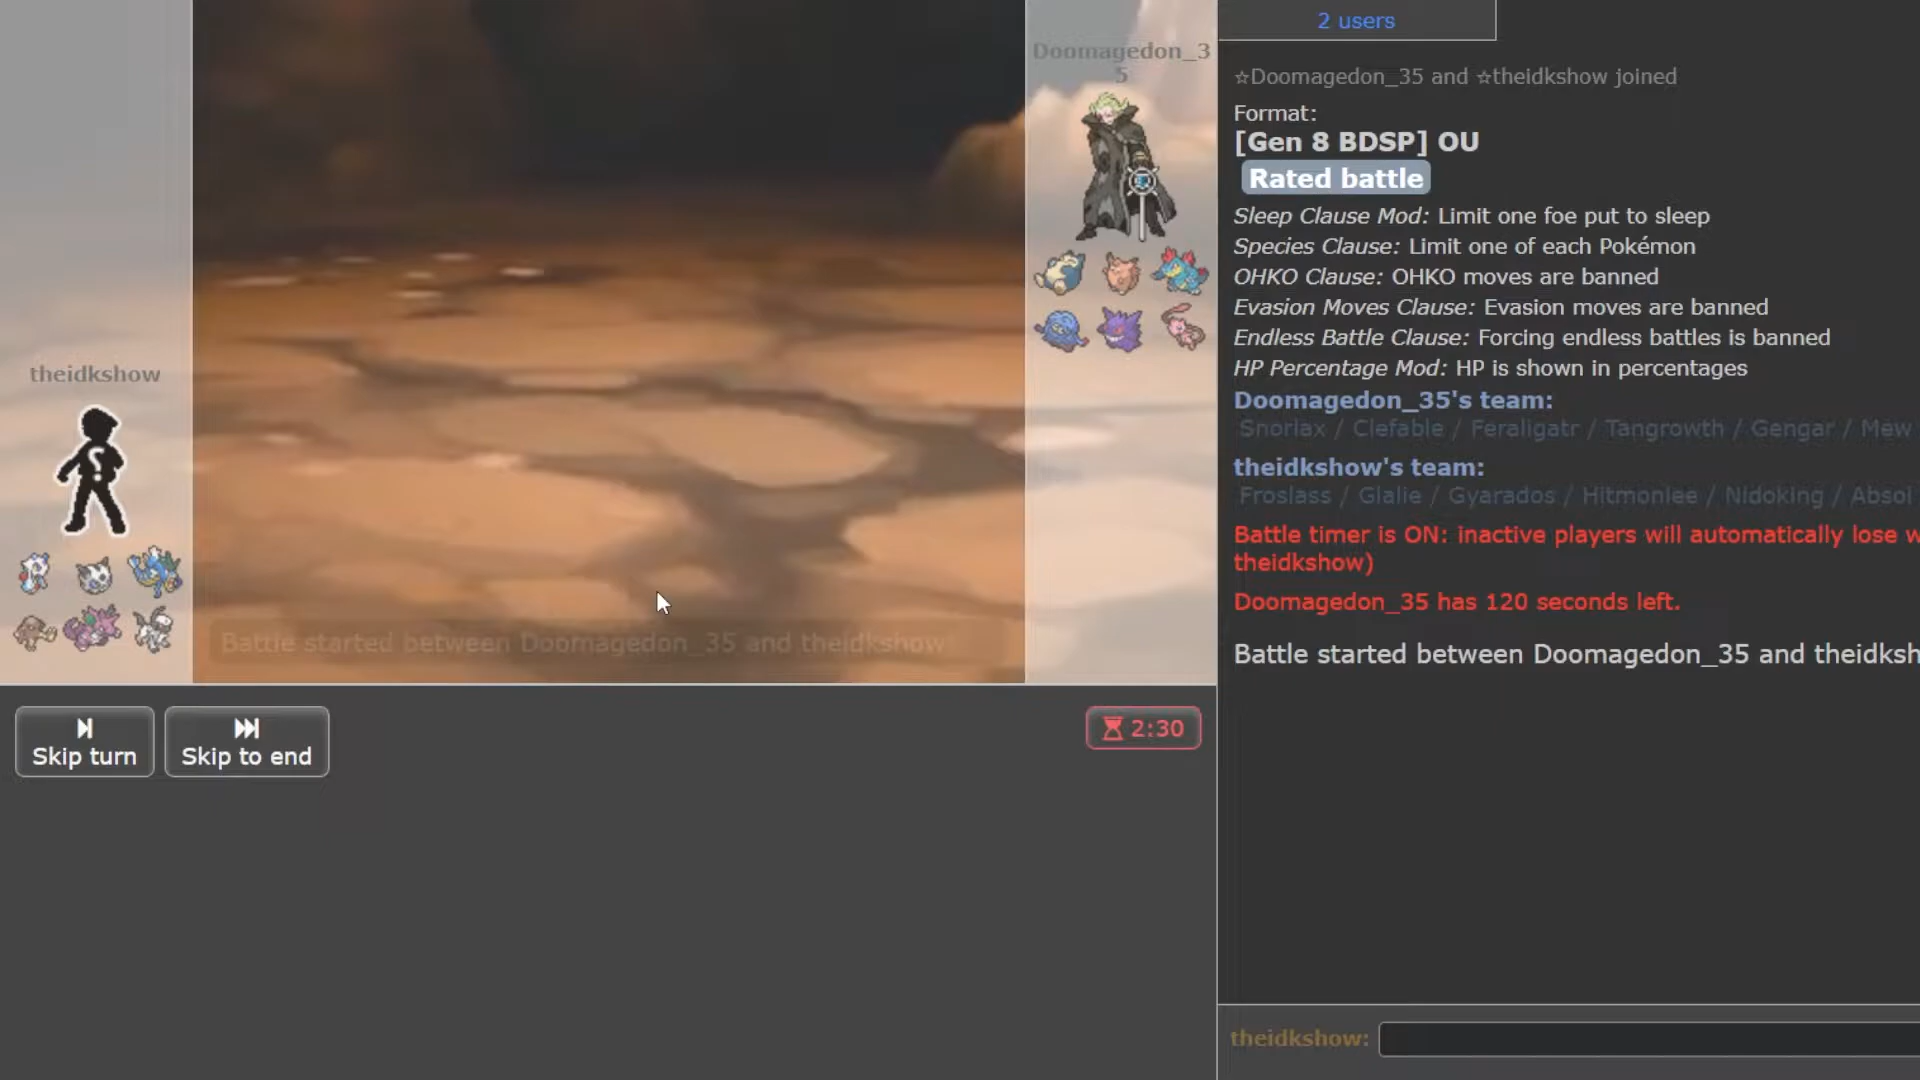 2 users
Doomagedon_3
5
☆Doomagedon_35 and ☆theidkshow joined
Format:
[Gen 8 BDSP] OU
Rated battle
Sleep Clause Mod: Limit one foe put to sleep
Species Clause: Limit one of each Pokémon
OHKO Clause: OHKO moves are banned
Evasion Moves Clause: Evasion moves are banned
Endless Battle Clause: Forcing endless battles is banned
HP Percentage Mod: HP is shown in percentages
Doomagedon_35's team:
Snorlax / Clefable / Feraligatr / Tangrowth / Gengar / Mew
theidkshow's team:
Froslass / Glalie / Gyarados / Hitmonlee / Nidoking / Absol
Battle timer is ON: inactive players will automatically lose w
theidkshow)
Doomagedon_35 has 120 seconds left.
Battle started between Doomagedon_35 and theidksh
theidkshow
Battle started between Doomagedon_35 and theidkshow
Skip turn
Skip to end
2:30
theidkshow: